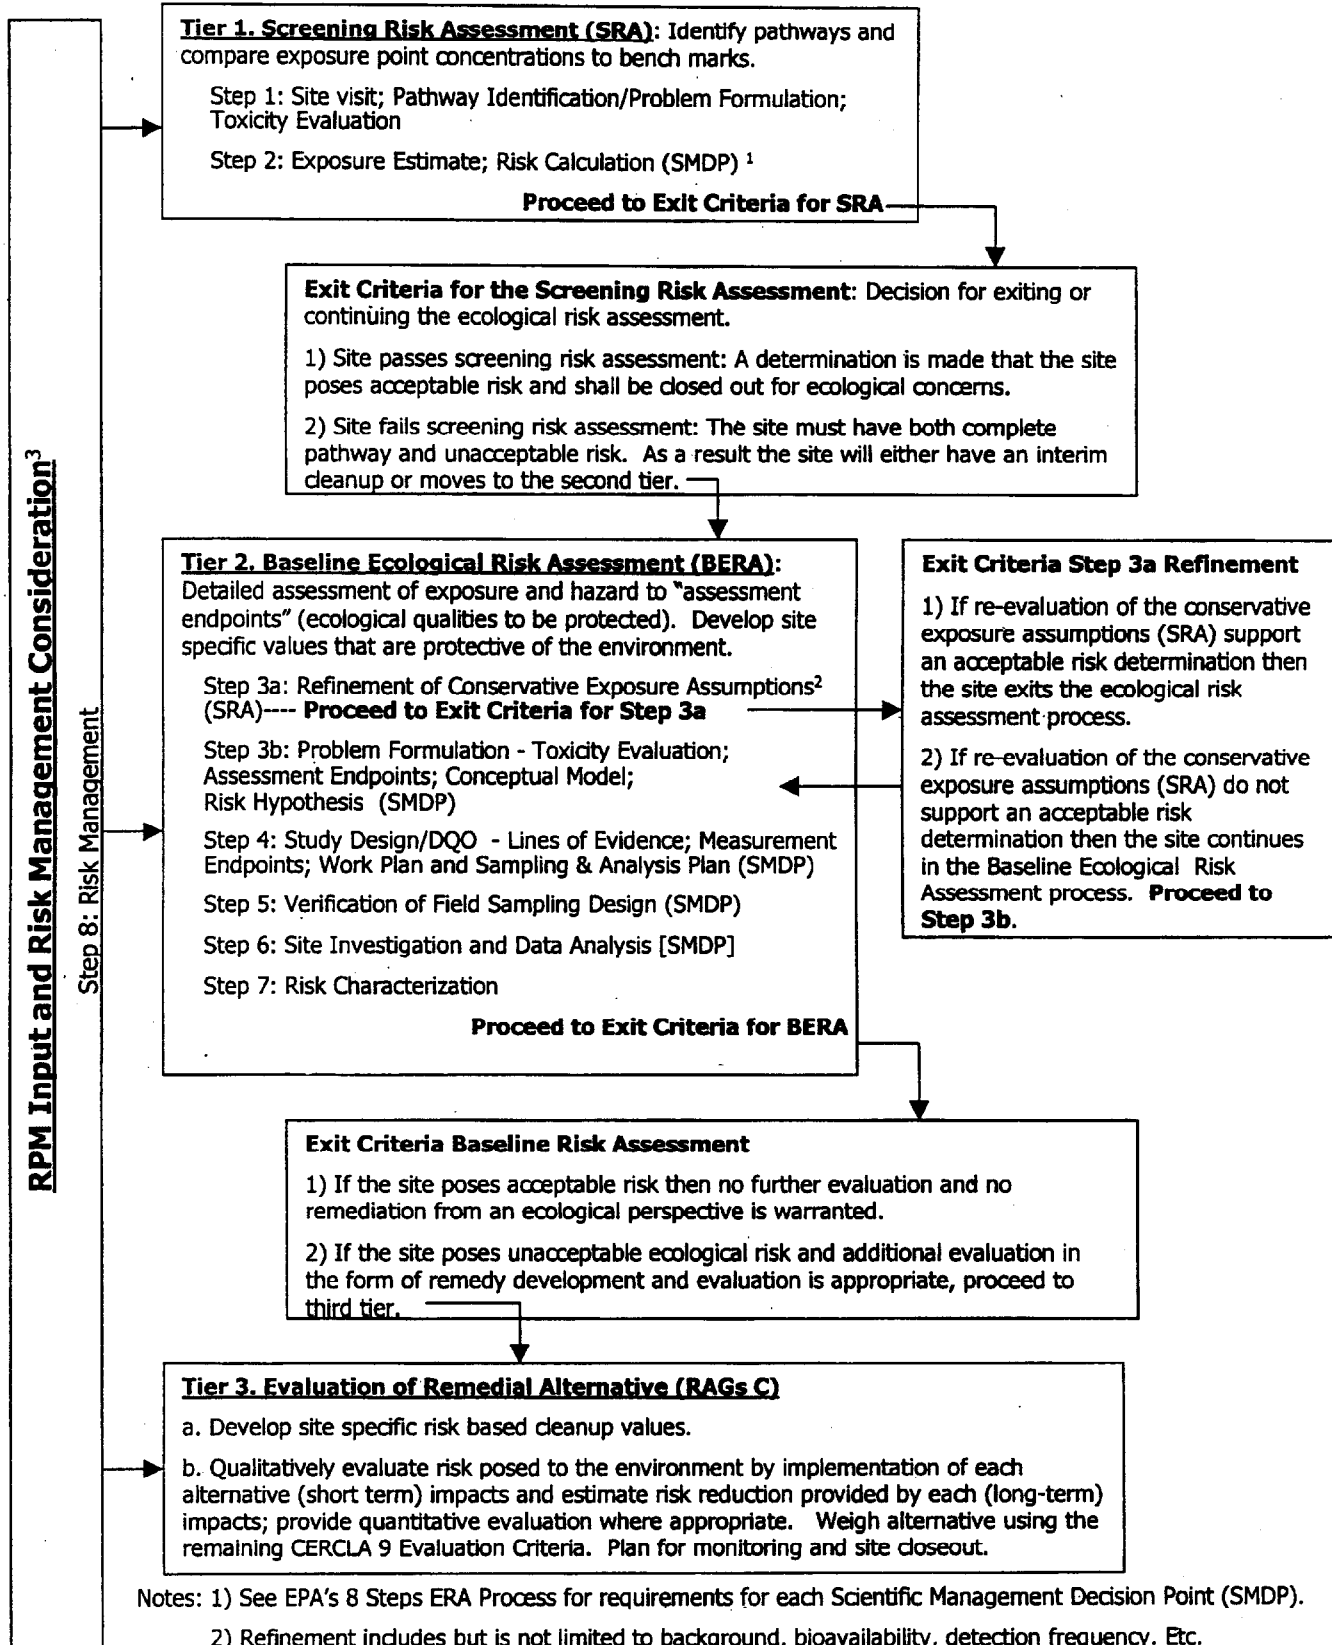 RPM Input and Risk Management Consideration³
Step 8: Risk Management
Tier 1. Screening Risk Assessment (SRA): Identify pathways and
compare exposure point concentrations to bench marks.
Step 1: Site visit; Pathway Identification/Problem Formulation;
Toxicity Evaluation
Step 2: Exposure Estimate; Risk Calculation (SMDP) ¹
Proceed to Exit Criteria for SRA
Exit Criteria for the Screening Risk Assessment: Decision for exiting or
continuing the ecological risk assessment.
1) Site passes screening risk assessment: A determination is made that the site
poses acceptable risk and shall be closed out for ecological concerns.
2) Site fails screening risk assessment: The site must have both complete
pathway and unacceptable risk. As a result the site will either have an interim
cleanup or moves to the second tier.
Tier 2. Baseline Ecological Risk Assessment (BERA):
Detailed assessment of exposure and hazard to "assessment
endpoints" (ecological qualities to be protected). Develop site
specific values that are protective of the environment.
Step 3a: Refinement of Conservative Exposure Assumptions²
(SRA)---- Proceed to Exit Criteria for Step 3a
Step 3b: Problem Formulation - Toxicity Evaluation;
Assessment Endpoints; Conceptual Model;
Risk Hypothesis (SMDP)
Step 4: Study Design/DQO - Lines of Evidence; Measurement
Endpoints; Work Plan and Sampling & Analysis Plan (SMDP)
Step 5: Verification of Field Sampling Design (SMDP)
Step 6: Site Investigation and Data Analysis [SMDP]
Step 7: Risk Characterization
Proceed to Exit Criteria for BERA
Exit Criteria Step 3a Refinement
1) If re-evaluation of the conservative
exposure assumptions (SRA) support
an acceptable risk determination then
the site exits the ecological risk
assessment process.
2) If re-evaluation of the conservative
exposure assumptions (SRA) do not
support an acceptable risk
determination then the site continues
in the Baseline Ecological Risk
Assessment process. Proceed to
Step 3b.
Exit Criteria Baseline Risk Assessment
1) If the site poses acceptable risk then no further evaluation and no
remediation from an ecological perspective is warranted.
2) If the site poses unacceptable ecological risk and additional evaluation in
the form of remedy development and evaluation is appropriate, proceed to
third tier.
Tier 3. Evaluation of Remedial Alternative (RAGs C)
a. Develop site specific risk based cleanup values.
b. Qualitatively evaluate risk posed to the environment by implementation of each
alternative (short term) impacts and estimate risk reduction provided by each (long-term)
impacts; provide quantitative evaluation where appropriate. Weigh alternative using the
remaining CERCLA 9 Evaluation Criteria. Plan for monitoring and site closeout.
Notes: 1) See EPA's 8 Steps ERA Process for requirements for each Scientific Management Decision Point (SMDP).
2) Refinement includes but is not limited to background, bioavailability, detection frequency, Etc.